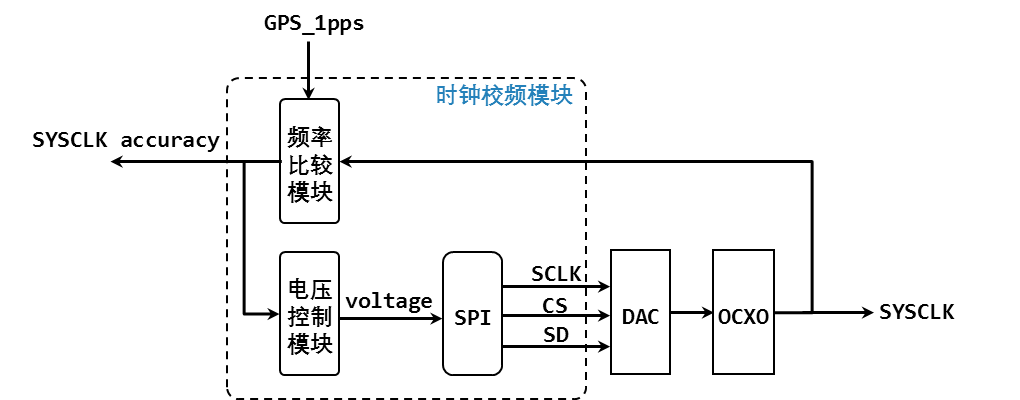 GPS_1pps
时钟校频模块
SYSCLK accuracy
频率
比较
模块
电压
控制
模块
voltage
SPI
SCLK
CS
SD
DAC
OCXO
SYSCLK